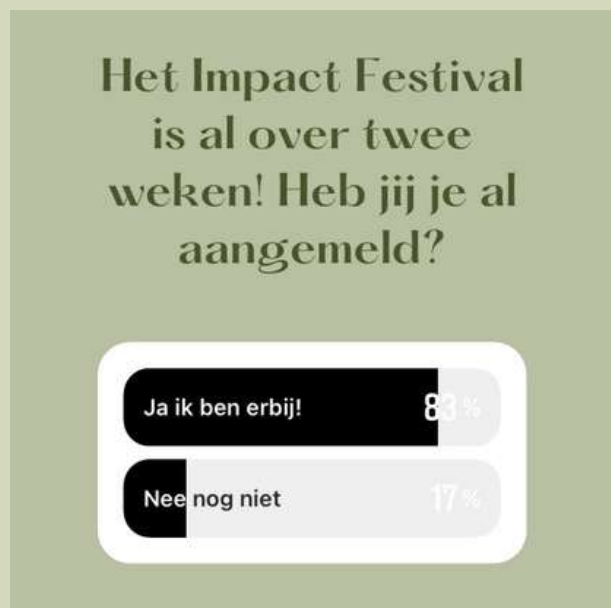 Het Impact Festival
is al over twee
weken! Heb jij je al
aangemeld?
Ja ik ben erbij! 83%
Nee nog niet 17%